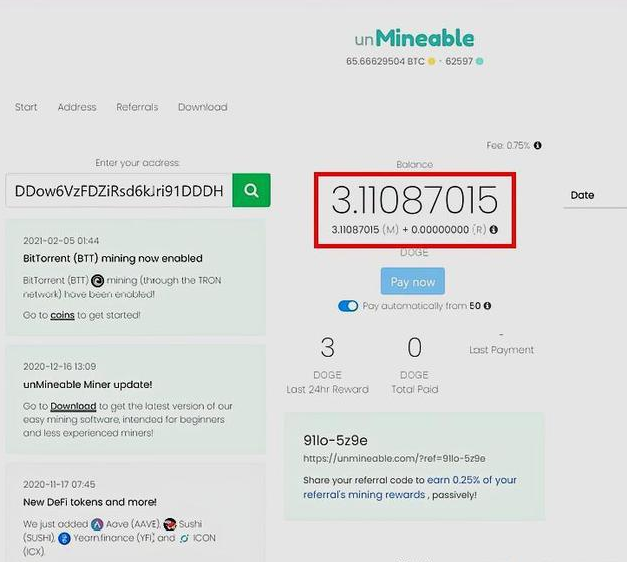 unMineable
65.66629504 BTC · 62597
Start Address Referrals Download
Fee: 0.75%
Enter your address:
DDow6VzFDZiRsd6kJri91DDDH
Balance
3.11087015
3.11087015 (M) + 0.00000000 (R)
DOGE
Pay now
Pay automatically from 50
Date
2021-02-05 01:44
BitTorrent (BTT) mining now enabled
BitTorrent (BTT) mining (through the TRON
network) have been enabled!
Go to coins to get started!
3
DOGE
Last 24hr Reward
0
DOGE
Total Paid
-
Last Payment
2020-12-16 13:09
unMineable Miner update!
Go to Download to get the latest version of our
easy mining software, intended for beginners
and less experienced miners!
91lo-5z9e
https://unmineable.com/?ref=91lo-5z9e
Share your referral code to earn 0.25% of your
referral's mining rewards , passively!
2020-11-17 07:45
New DeFi tokens and more!
We just added Aave (AAVE), Sushi
(SUSHI), Yearn.finance (YFI), and ICON
(ICX).